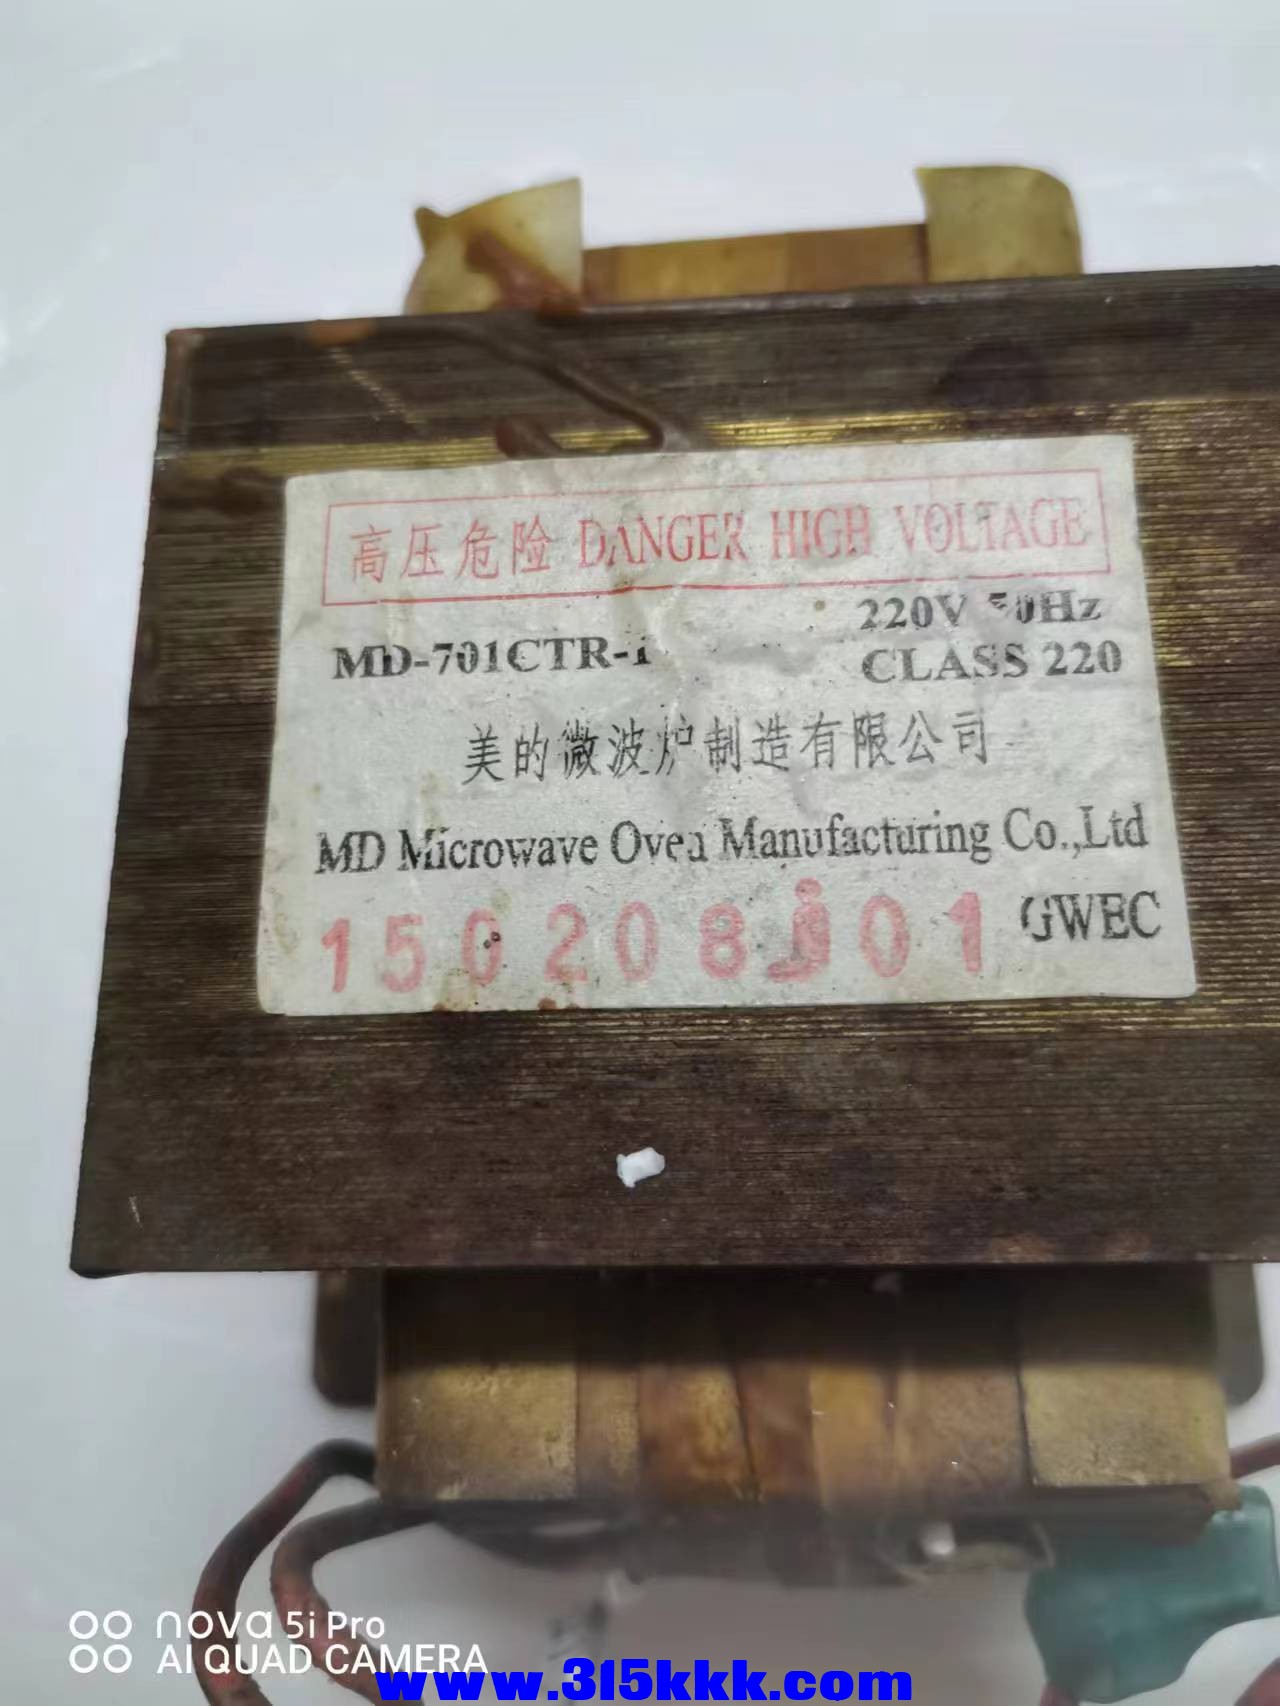 高压危险 DANGER HIGH VOLTAGE
220V 50Hz
MD-701CTR-1
CLASS 220
美的微波炉制造有限公司
MD Microwave Oven Manufacturing Co.,Ltd
GWEC
150208J01
nova 5i Pro
AI QUAD CAMERA
www.315kkk.com